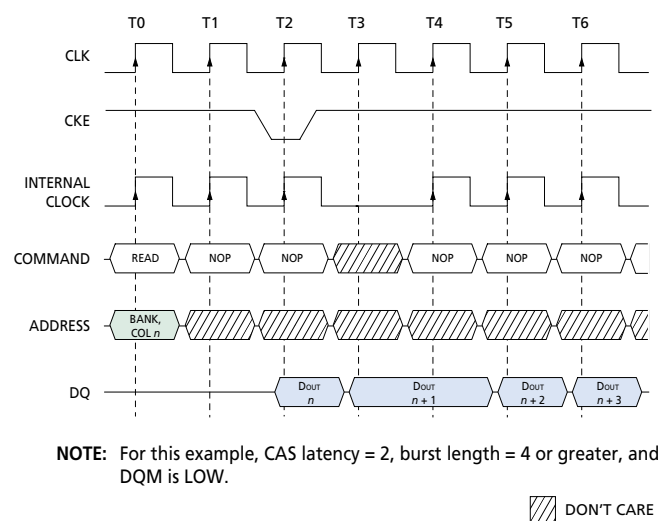 T0 T1 T2 T3 T4 T5 T6
CLK
CKE
INTERNAL
CLOCK
COMMAND READ NOP NOP NOP NOP NOP
ADDRESS BANK,
COL n
DQ DOUT DOUT DOUT DOUT
n n + 1 n + 2 n + 3
NOTE: For this example, CAS latency = 2, burst length = 4 or greater, and
DQM is LOW.
DON'T CARE